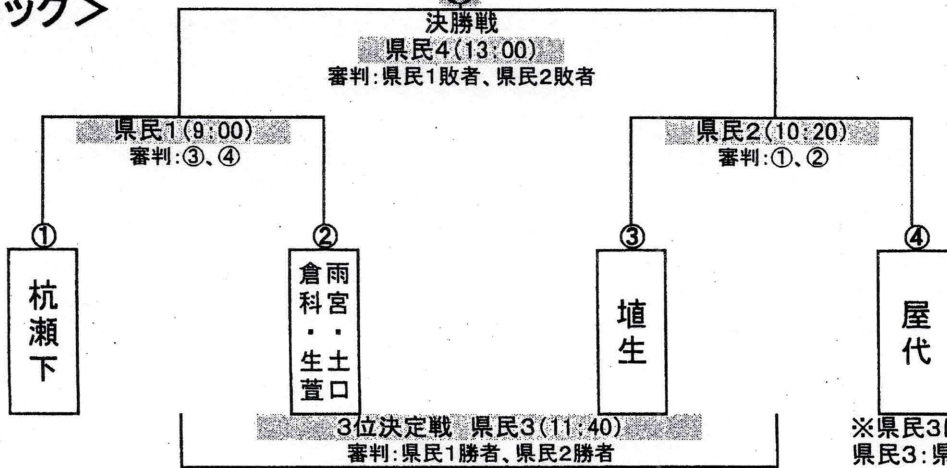 ック＞
決勝戦
県民4(13:00)
審判:県民1敗者、県民2敗者
県民1(9:00)
審判:③、④
県民2(10:20)
審判:①、②
①
杭瀬下
②
雨宮・土口
倉科・生萱
③
埴生
④
屋代
3位決定戦 県民3(11:40)
審判:県民1勝者、県民2勝者
※県民3
県民3:県